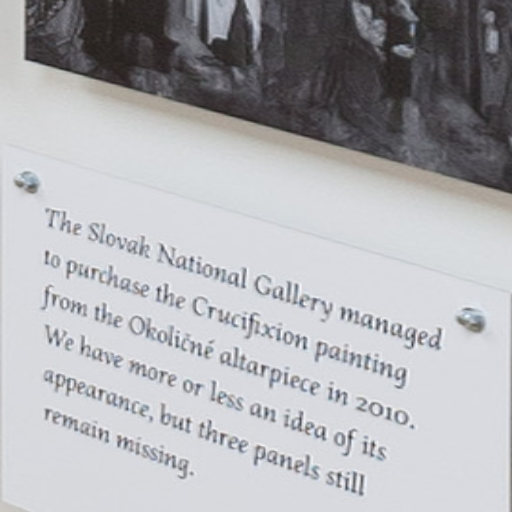 The Slovak National Gallery managed
to purchase the Crucifixion painting
from the Okoličné altarpiece in 2010.
We have more or less an idea of its
appearance, but three panels still
remain missing.